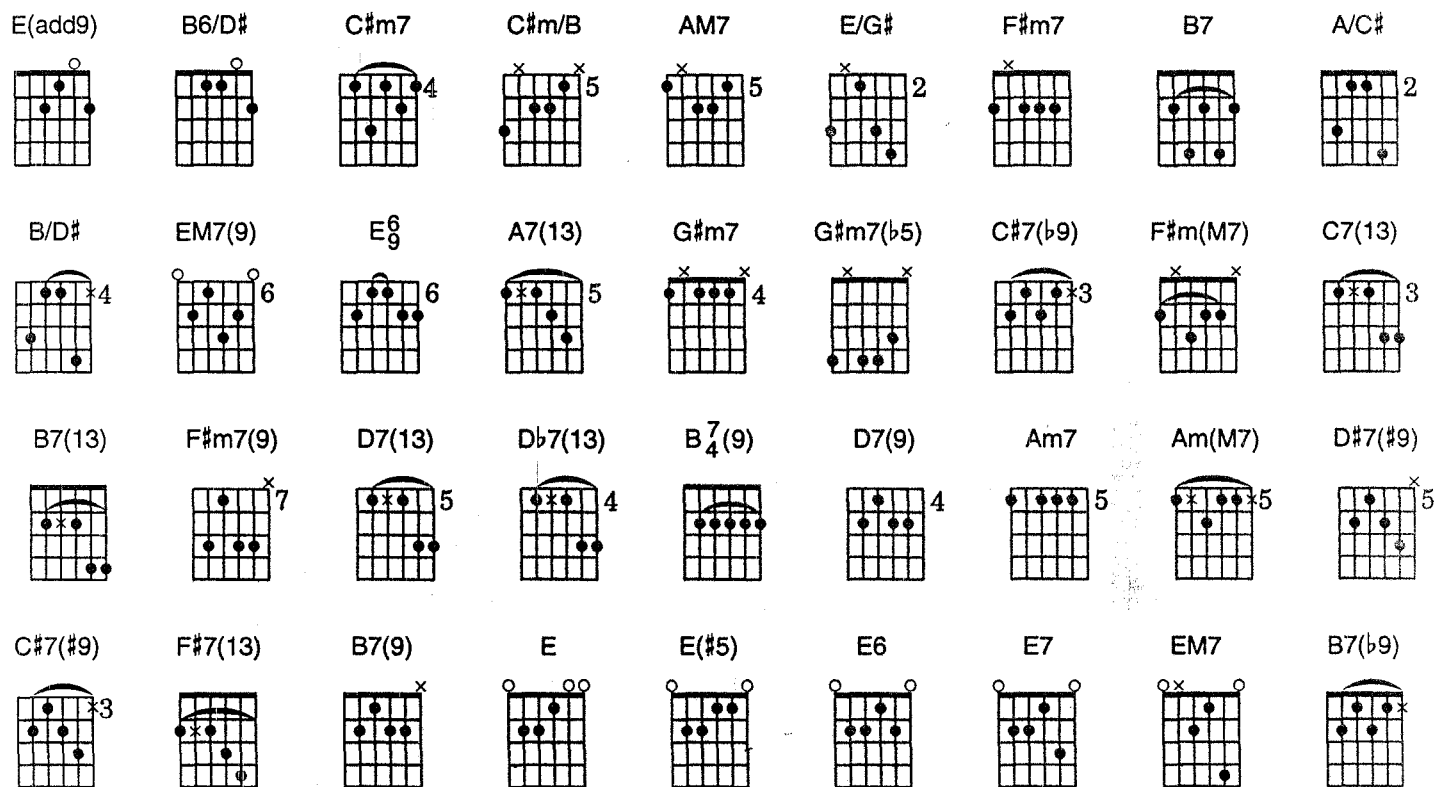 E(add9) B6/D♯ C♯m7 C♯m/B AM7 E/G♯ F♯m7 B7 A/C♯
4 5 5 2 2
B/D♯ EM7(9) E6/9 A7(13) G♯m7 G♯m7(♭5) C♯7(♭9) F♯m(M7) C7(13)
4 6 6 5 4 3 3
B7(13) F♯m7(9) D7(13) D♭7(13) B7/4(9) D7(9) Am7 Am(M7) D♯7(♯9)
7 5 4 4 5 5 5
C♯7(♯9) F♯7(13) B7(9) E E(♯5) E6 E7 EM7 B7(♭9)
3